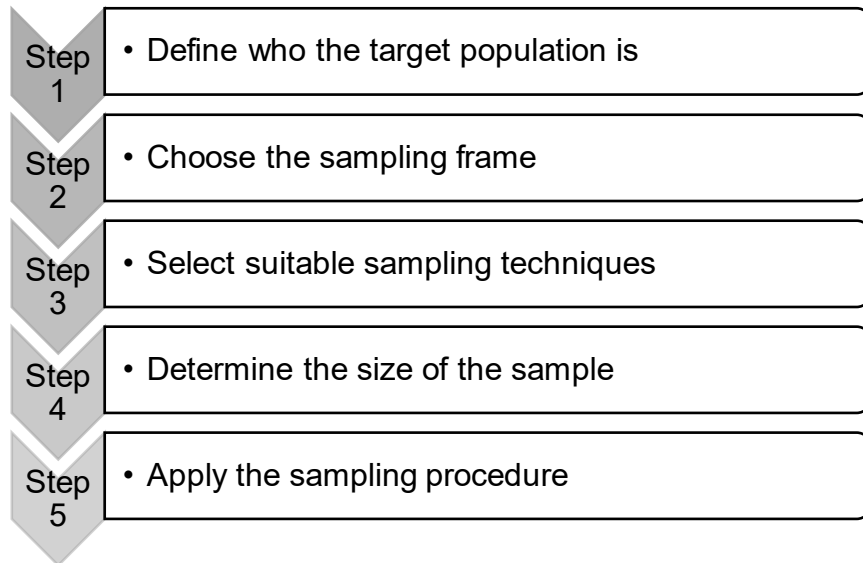 Step
1
• Define who the target population is
Step
2
• Choose the sampling frame
Step
3
• Select suitable sampling techniques
Step
4
• Determine the size of the sample
Step
5
• Apply the sampling procedure